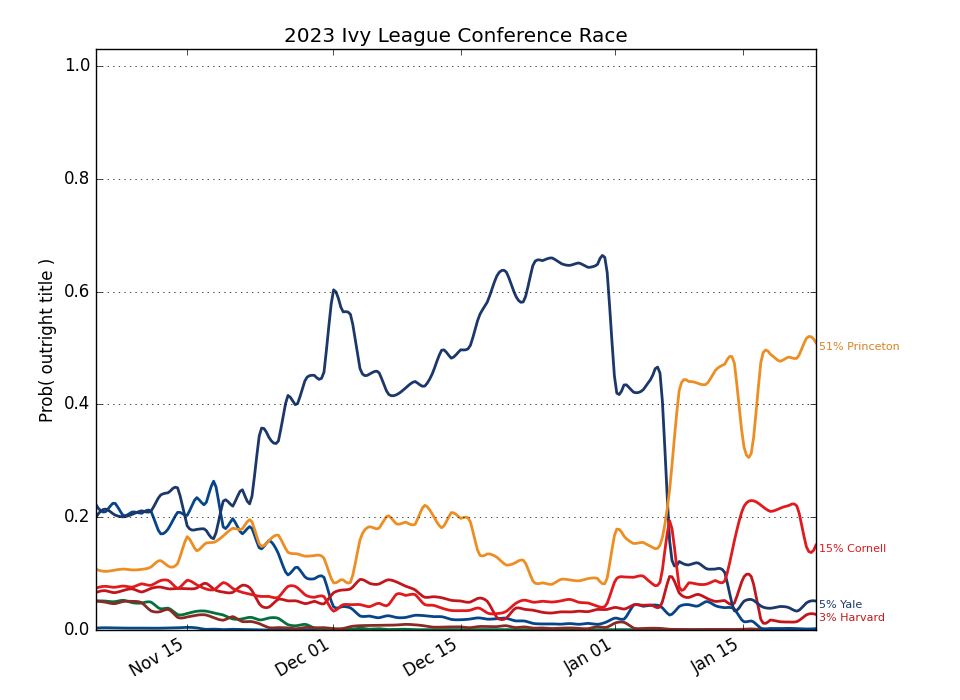 2023 Ivy League Conference Race
Prob( outright title )
1.0
0.8
0.6
0.4
0.2
0.0
51% Princeton
15% Cornell
5% Yale
3% Harvard
Nov 15
Dec 01
Dec 15
Jan 01
Jan 15